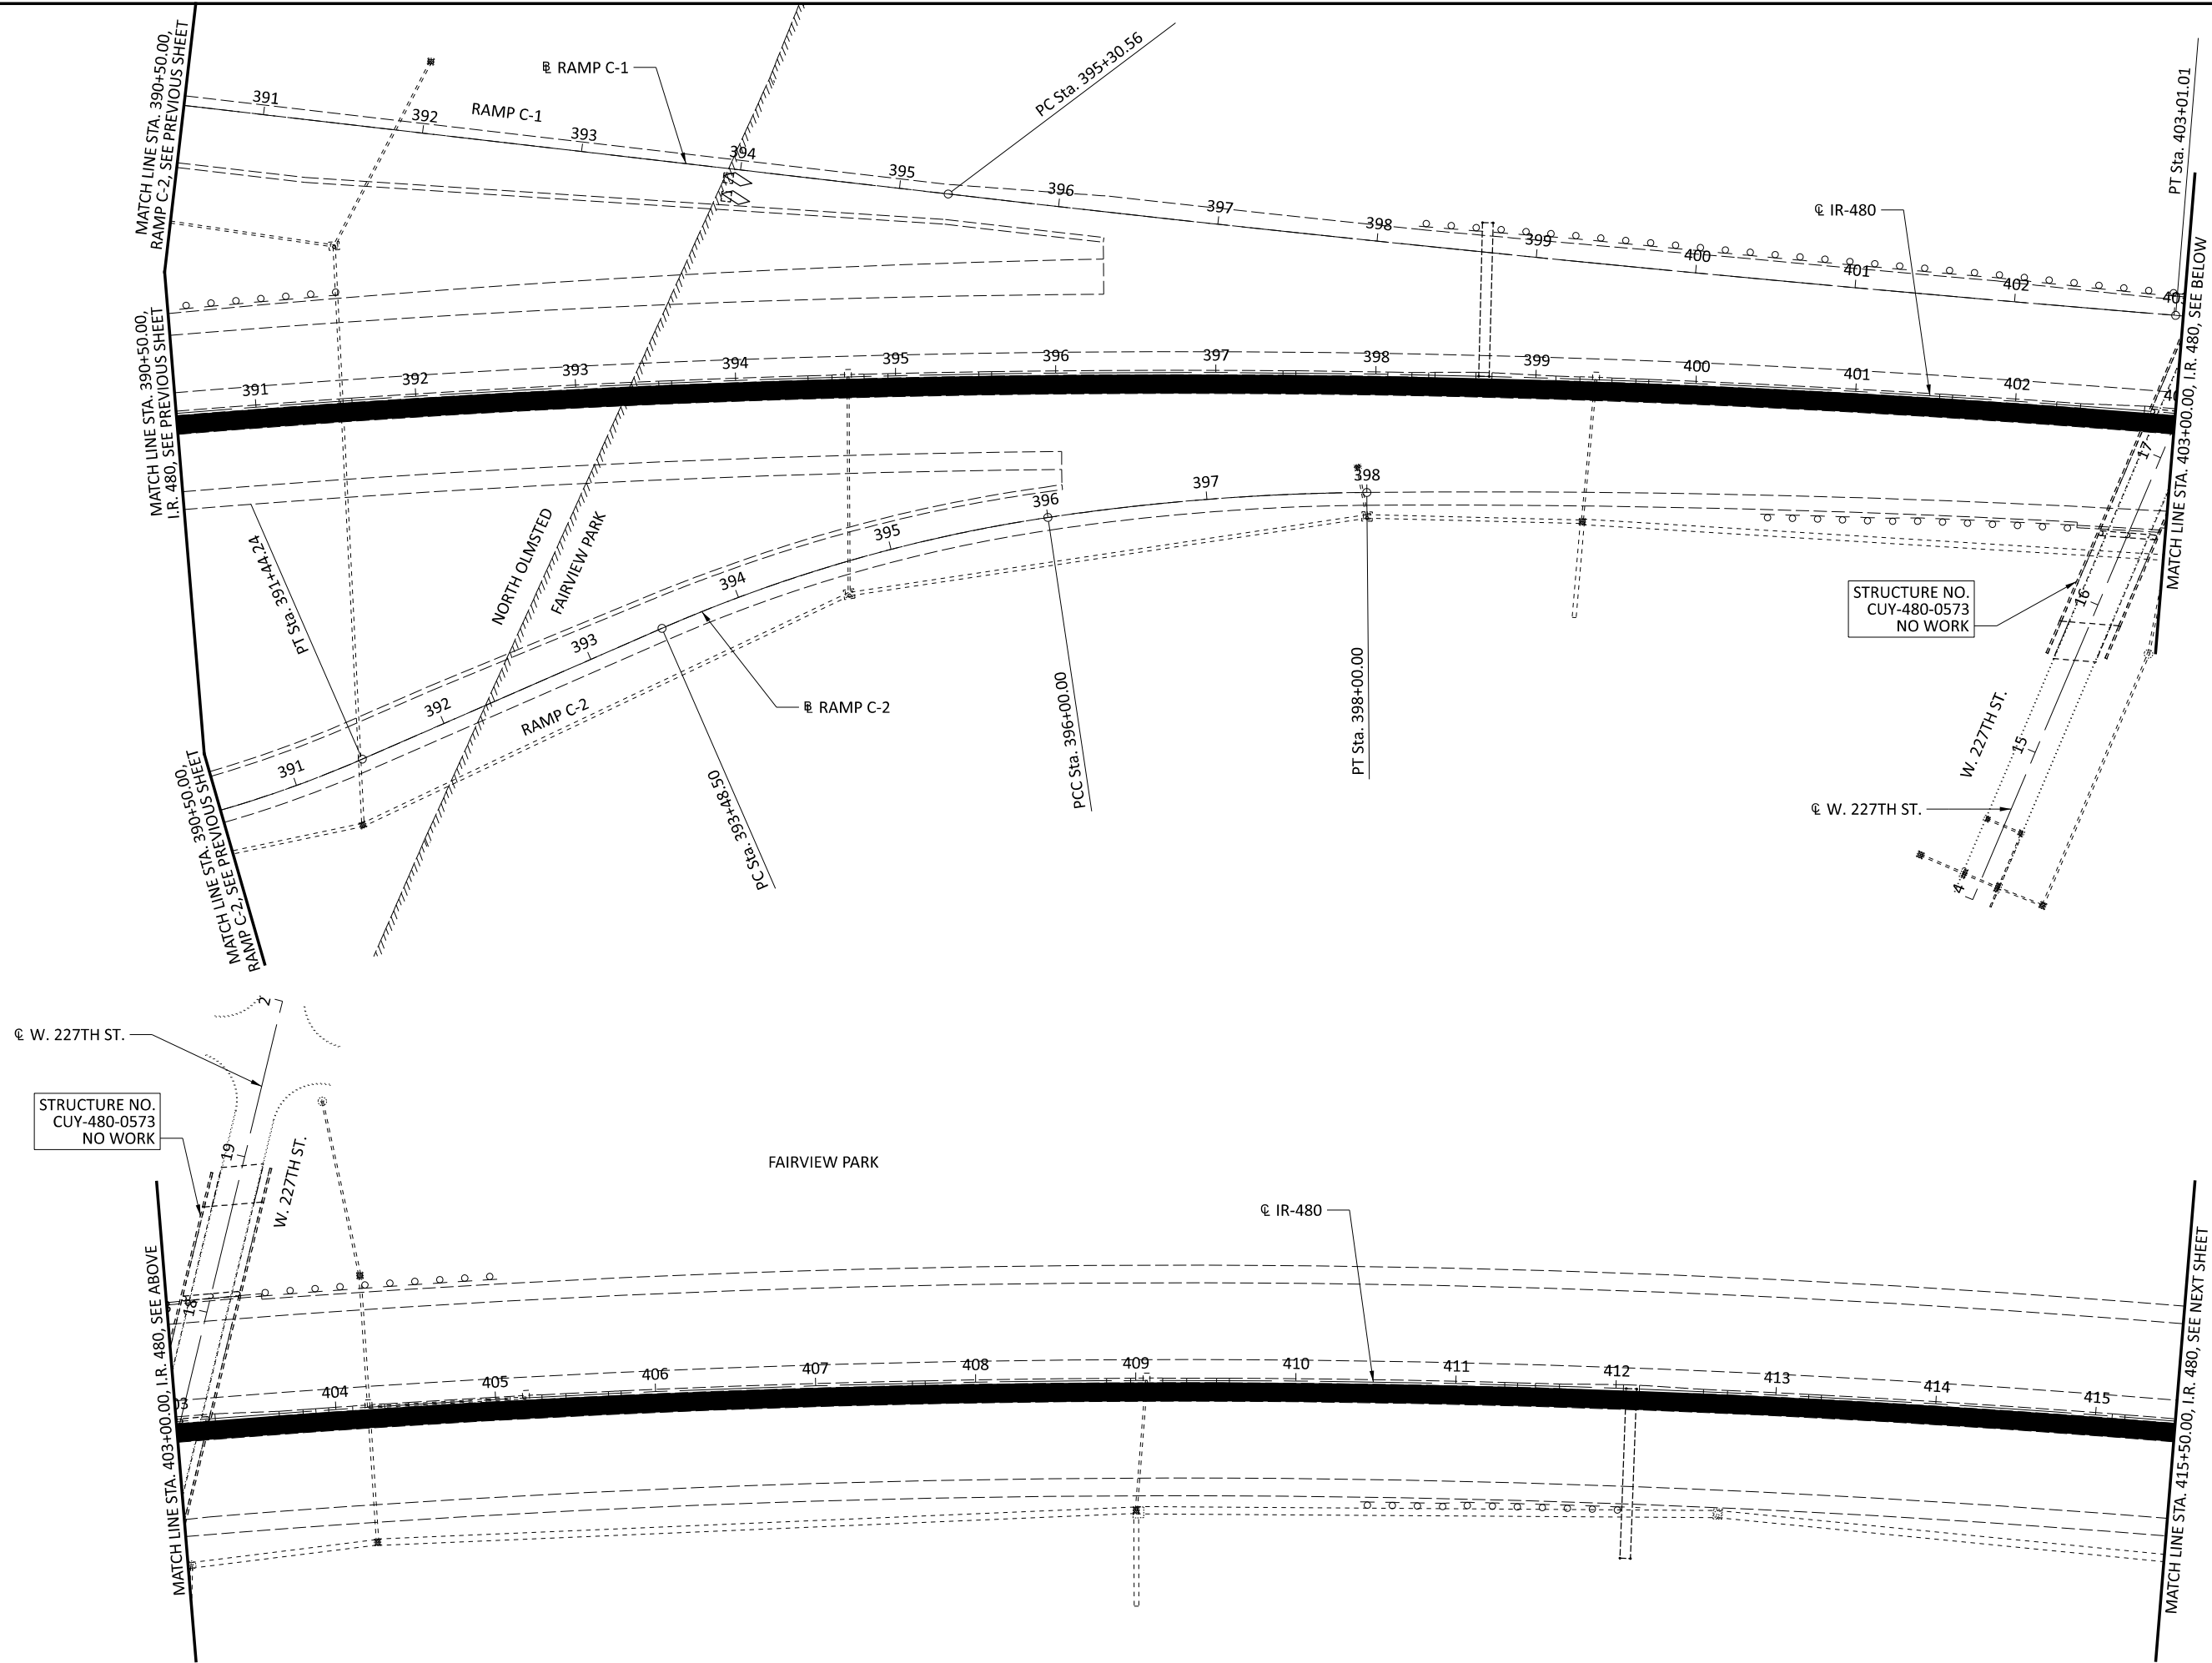 MATCH LINE STA. 390+50.00,
RAMP C-2, SEE PREVIOUS SHEET
391
392
RAMP C-1
393
394
395
396
397
398
399
400
401
402
℄ RAMP C-1
PC Sta. 395+30.56
℄ IR-480
PT Sta. 403+01.01
MATCH LINE STA. 403+00.00, I.R. 480, SEE BELOW
MATCH LINE STA. 390+50.00,
I.R. 480, SEE PREVIOUS SHEET
391
392
393
394
395
396
397
398
399
400
401
402
17
16
15
4
STRUCTURE NO.
CUY-480-0573
NO WORK
W. 227TH ST.
℄ W. 227TH ST.
PT Sta. 391+44.24
NORTH OLMSTED
FAIRVIEW PARK
391
392
393
394
395
396
397
398
RAMP C-2
℄ RAMP C-2
PC Sta. 393+48.50
PCC Sta. 396+00.00
PT Sta. 398+00.00
MATCH LINE STA. 390+50.00,
RAMP C-2, SEE PREVIOUS SHEET
2
℄ W. 227TH ST.
STRUCTURE NO.
CUY-480-0573
NO WORK
19
18
W. 227TH ST.
FAIRVIEW PARK
℄ IR-480
MATCH LINE STA. 403+00.00, I.R. 480, SEE ABOVE
03
404
405
406
407
408
409
410
411
412
413
414
415
MATCH LINE STA. 415+50.00, I.R. 480, SEE NEXT SHEET